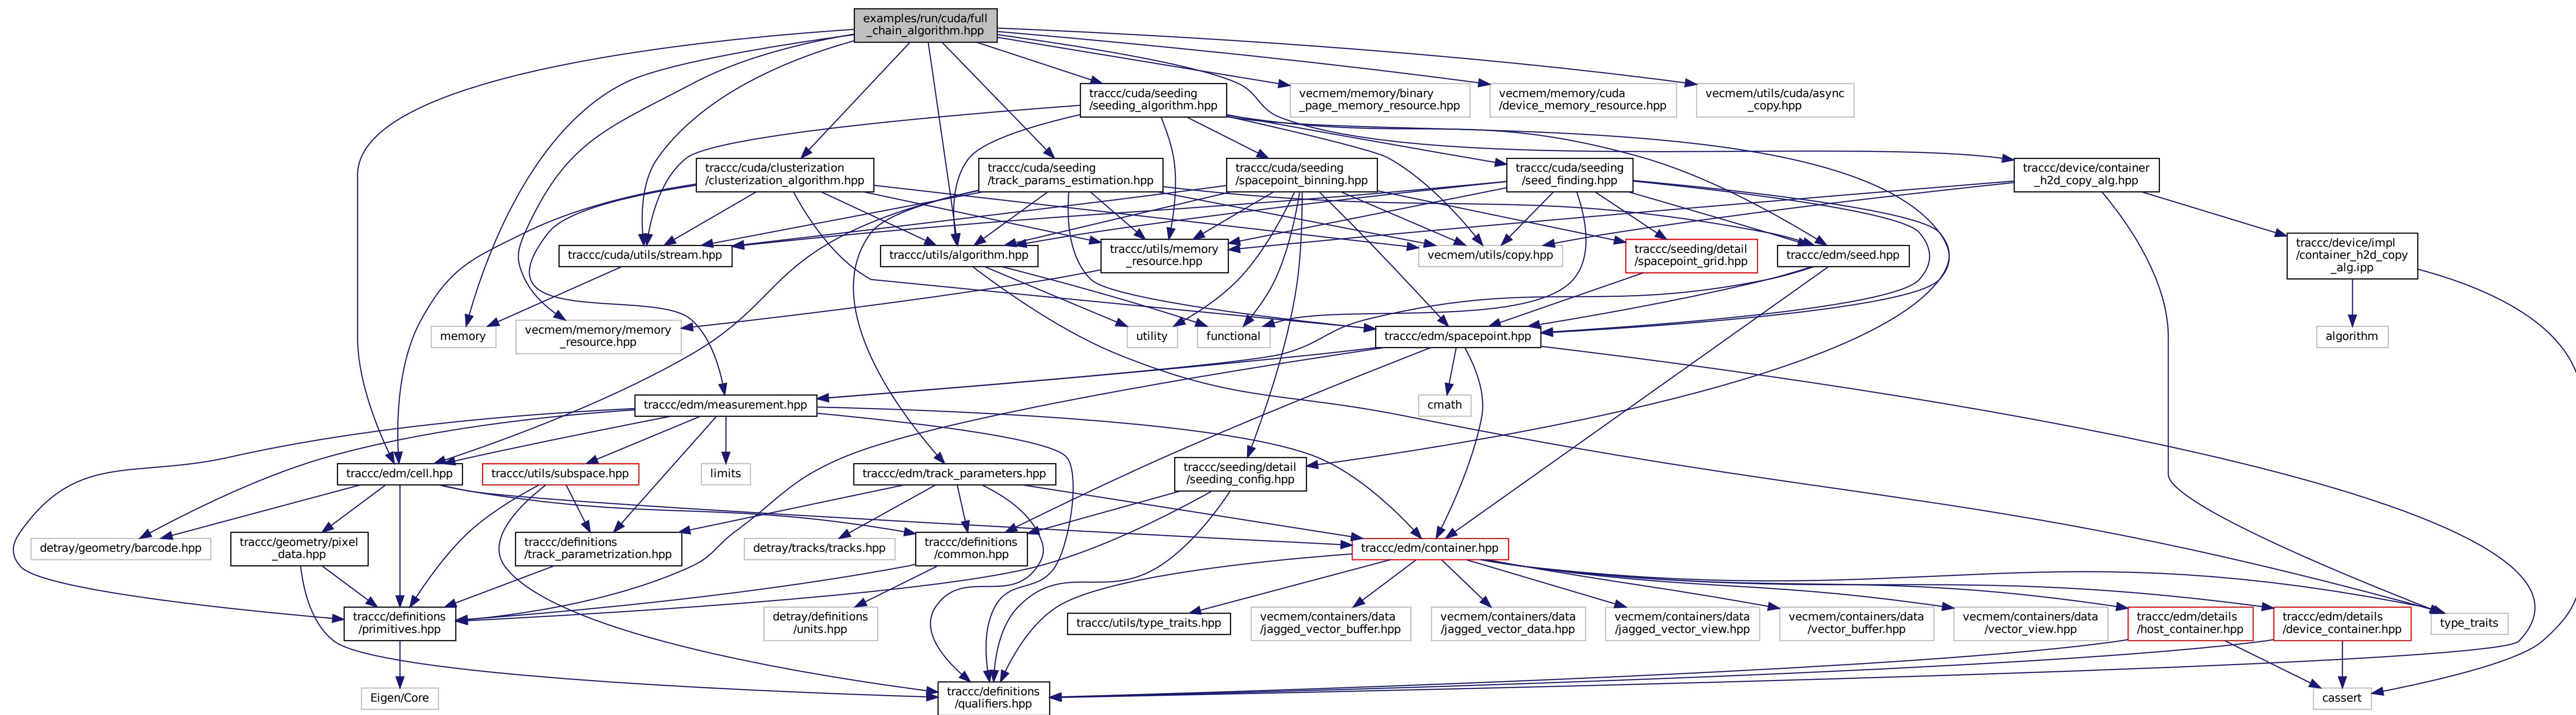 examples/run/cuda/full
_chain_algorithm.hpp
traccc/cuda/seeding
/seeding_algorithm.hpp
vecmem/memory/binary
_page_memory_resource.hpp
vecmem/memory/cuda
/device_memory_resource.hpp
vecmem/utils/cuda/async
_copy.hpp
traccc/cuda/clusterization
/clusterization_algorithm.hpp
traccc/cuda/seeding
/track_params_estimation.hpp
traccc/cuda/seeding
/spacepoint_binning.hpp
traccc/cuda/seeding
/seed_finding.hpp
traccc/device/container
_h2d_copy_alg.hpp
traccc/cuda/utils/stream.hpp
traccc/utils/algorithm.hpp
traccc/utils/memory
_resource.hpp
vecmem/utils/copy.hpp
traccc/seeding/detail
/spacepoint_grid.hpp
traccc/edm/seed.hpp
traccc/device/impl
/container_h2d_copy
_alg.ipp
memory
vecmem/memory/memory
_resource.hpp
utility
functional
traccc/edm/spacepoint.hpp
algorithm
traccc/edm/measurement.hpp
cmath
traccc/edm/cell.hpp
traccc/utils/subspace.hpp
limits
traccc/edm/track_parameters.hpp
traccc/seeding/detail
/seeding_config.hpp
detray/geometry/barcode.hpp
traccc/geometry/pixel
_data.hpp
traccc/definitions
/track_parametrization.hpp
detray/tracks/tracks.hpp
traccc/definitions
/common.hpp
traccc/edm/container.hpp
traccc/definitions
/primitives.hpp
detray/definitions
/units.hpp
traccc/utils/type_traits.hpp
vecmem/containers/data
/jagged_vector_buffer.hpp
vecmem/containers/data
/jagged_vector_data.hpp
vecmem/containers/data
/jagged_vector_view.hpp
vecmem/containers/data
/vector_buffer.hpp
vecmem/containers/data
/vector_view.hpp
traccc/edm/details
/host_container.hpp
traccc/edm/details
/device_container.hpp
type_traits
Eigen/Core
traccc/definitions
/qualifiers.hpp
cassert